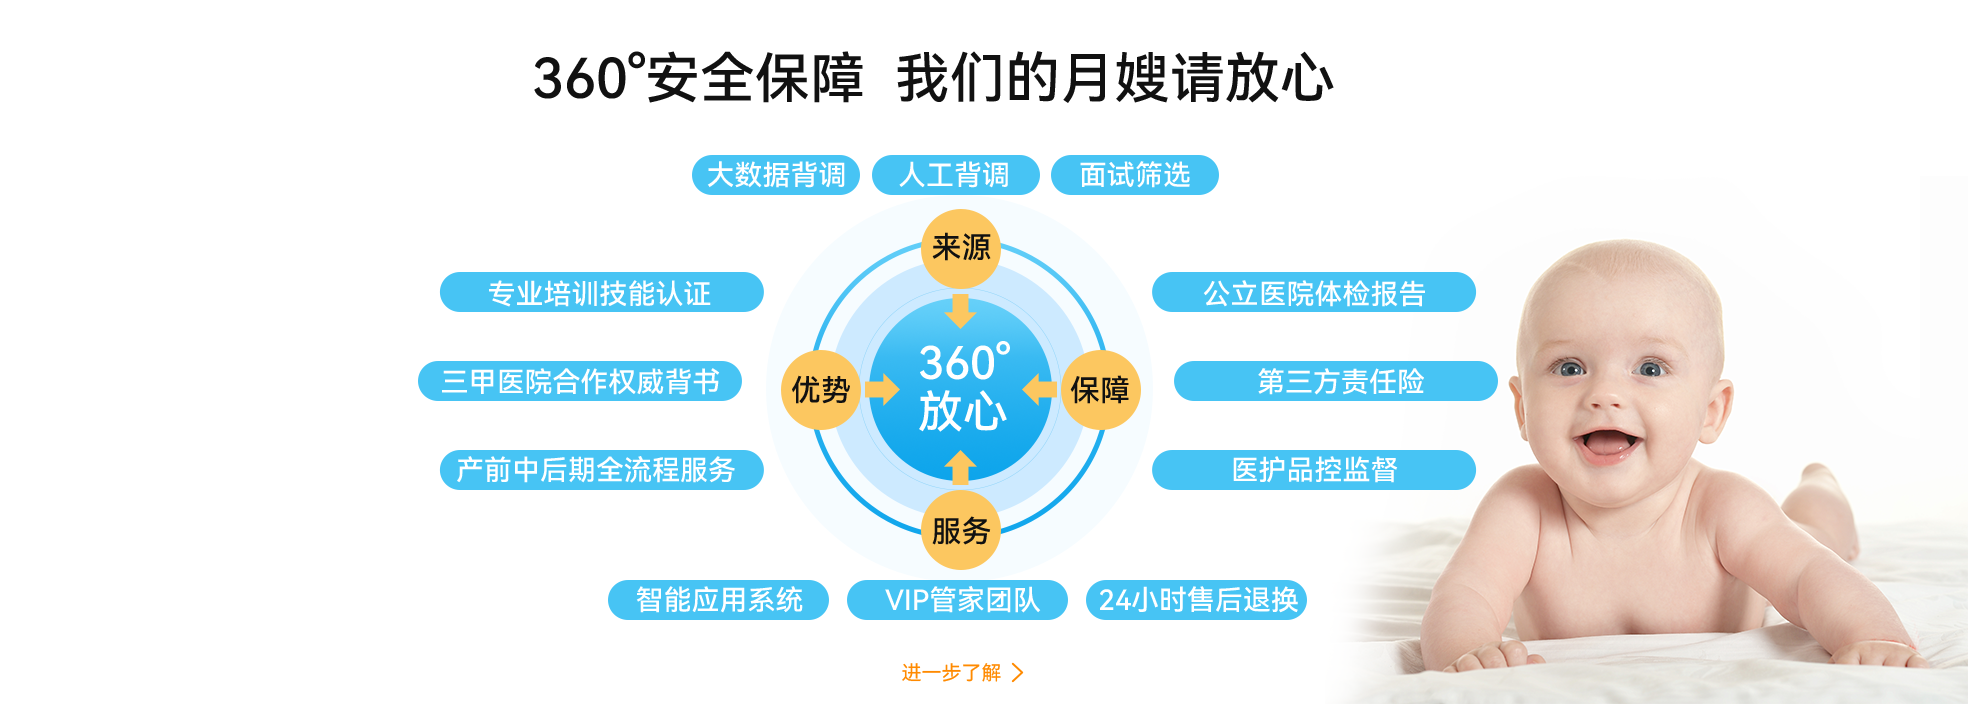 360°安全保障 我们的月嫂请放心
大数据背调
人工背调
面试筛选
来源
专业培训技能认证
公立医院体检报告
三甲医院合作权威背书
优势
360°
放心
保障
第三方责任险
产前中后期全流程服务
医护品控监督
服务
智能应用系统
VIP管家团队
24小时售后退换
进一步了解 >